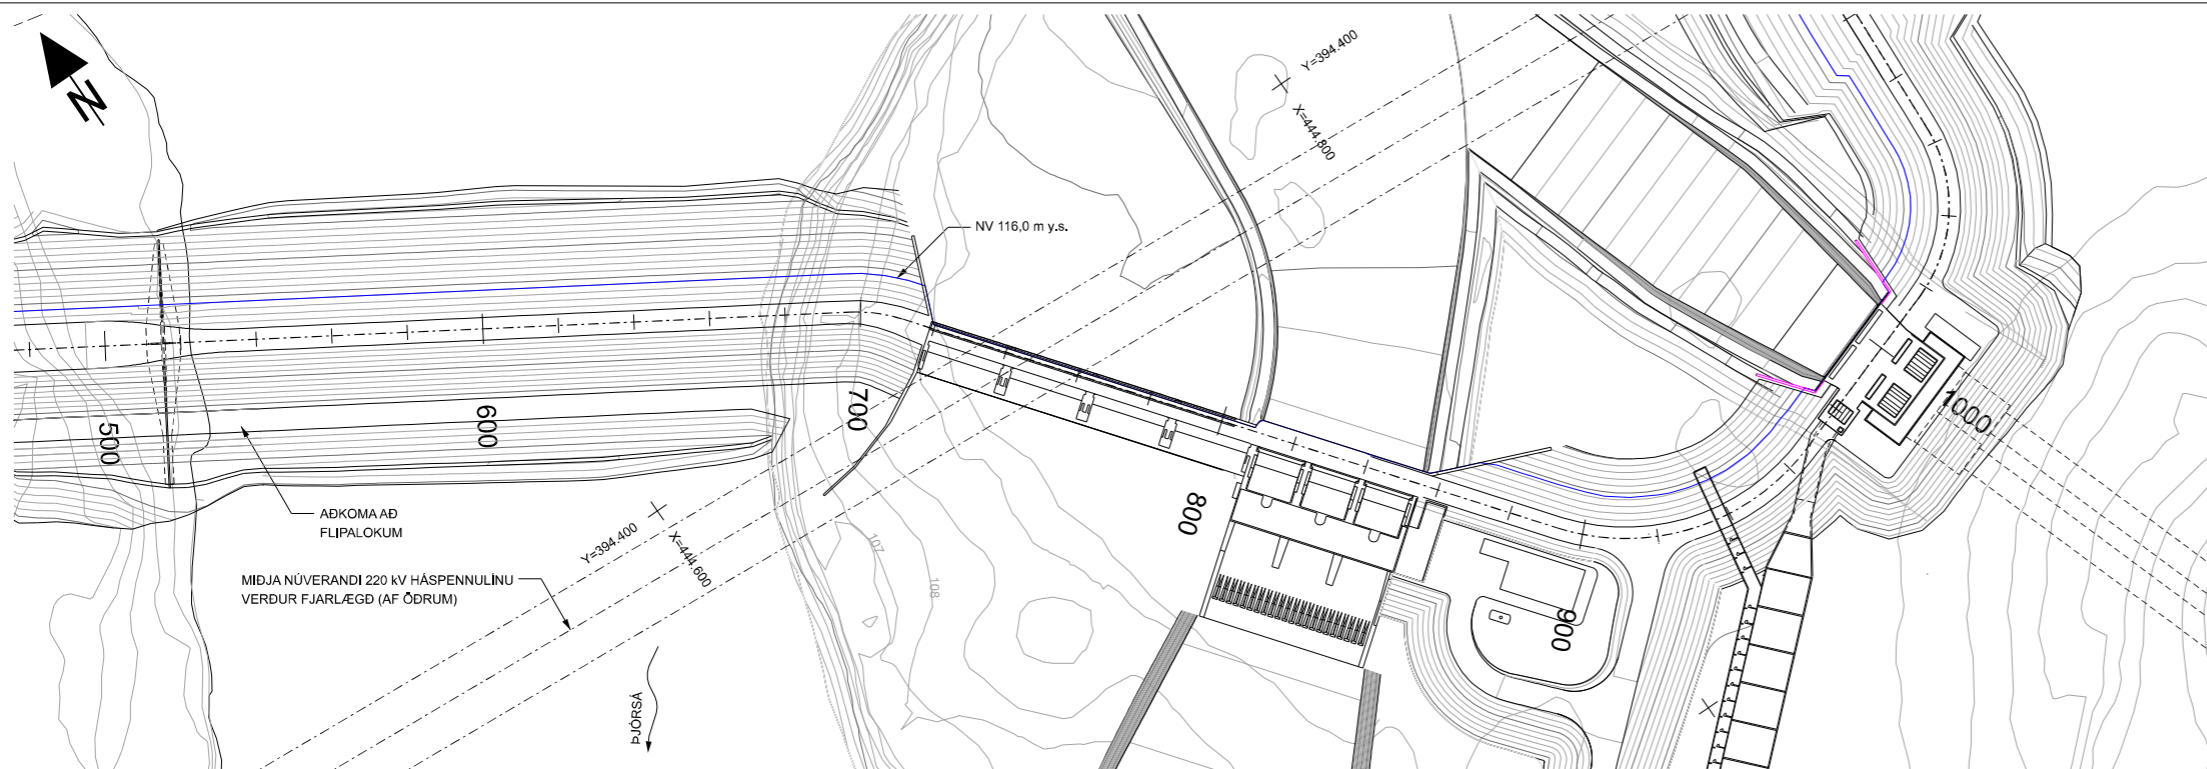 N
Y=394.400
X=444.800
NV 116,0 m y.s.
500
600
700
800
900
1000
AÐKOMA AÐ
FLIPALOKUM
Y=394.400
X=444.600
MIÐJA NÚVERANDI 220 kV HÁSPENNULÍNU
VERÐUR FJARLÆGÐ (AF ÖÐRUM)
107
108
ÞJÓRSÁ